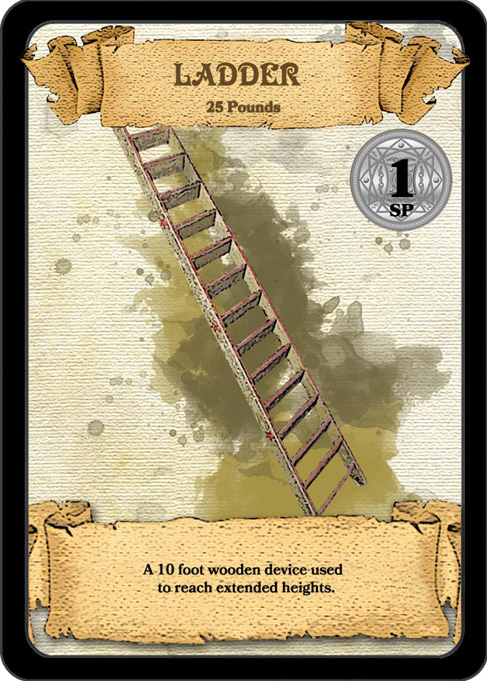 LADDER
25 Pounds
1
SP
A 10 foot wooden device used
to reach extended heights.